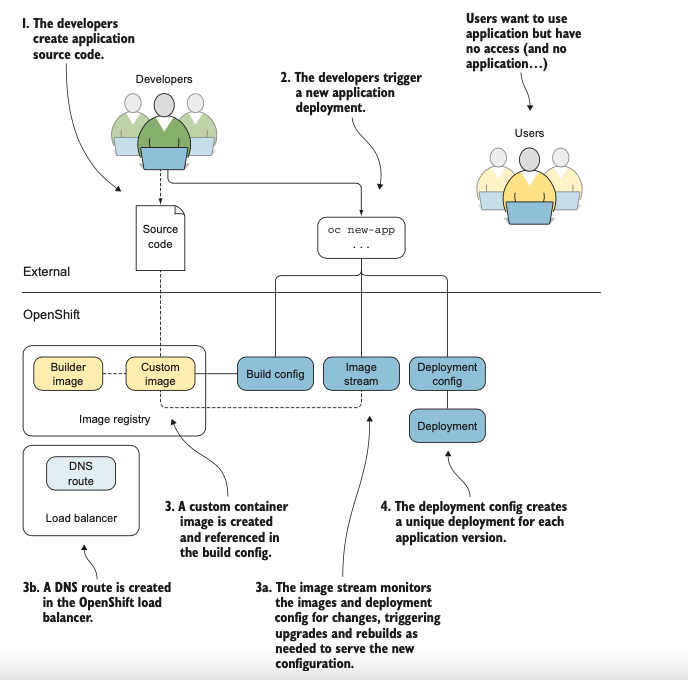 1. The developers
create application
source code.
Developers
2. The developers trigger
a new application
deployment.
Users want to use
application but have
no access (and no
application…)
Users
Source
code
oc new-app
...
External
OpenShift
Builder
image
Custom
image
Build config
Image
stream
Deployment
config
Image registry
Deployment
DNS
route
Load balancer
3. A custom container
image is created
and referenced in
the build config.
4. The deployment config creates
a unique deployment for each
application version.
3b. A DNS route is created
in the OpenShift load
balancer.
3a. The image stream monitors
the images and deployment
config for changes, triggering
upgrades and rebuilds as
needed to serve the new
configuration.